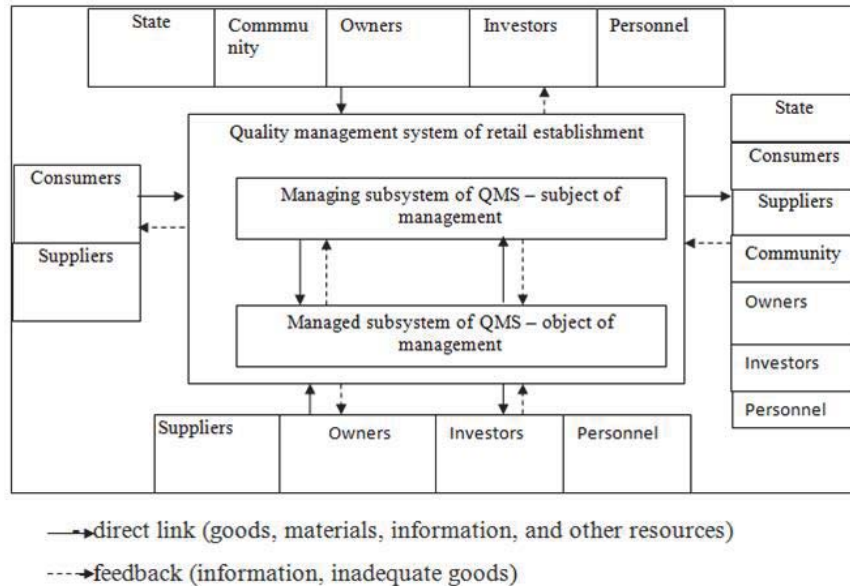 State
Commmu
nity
Owners
Investors
Personnel
Quality management system of retail establishment
Managing subsystem of QMS – subject of
management
Managed subsystem of QMS – object of
management
Consumers
Suppliers
State
Consumers
Suppliers
Community
Owners
Investors
Personnel
Suppliers
Owners
Investors
Personnel
direct link (goods, materials, information, and other resources)
feedback (information, inadequate goods)